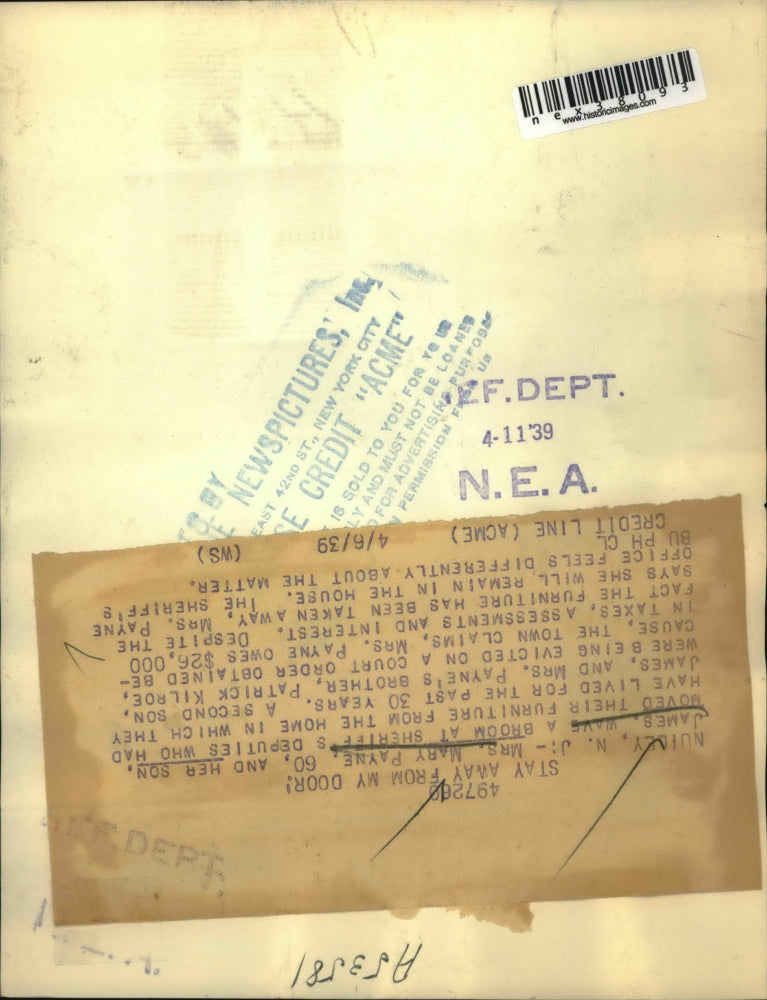 nex38093
www.historicimages.com
BY
NEWSPICTURES, Inc.
EAST 42ND ST., NEW YORK CITY
CREDIT "ACME"
IS SOLD TO YOU FOR YOUR
AND MUST NOT BE LOANED
FOR ADVERTISING PURPOSES
PERMISSION FROM US
EF.DEPT.
4-11'39
N.E.A.
STAY AWAY FROM MY DOOR!
N. J:- MRS. MARY PAYNE, 60, AND HER SON,
JAMES, WAVE A BROOM AT SHERIFF'S DEPUTIES WHO HAD
MOVED THEIR FURNITURE FROM THE HOME IN WHICH THEY
HAVE LIVED FOR THE PAST 30 YEARS. A SECOND SON,
JAMES, AND MRS. PAYNE'S BROTHER, PATRICK KILROE,
WERE BEING EVICTED ON A COURT ORDER OBTAINED BE-
CAUSE, THE TOWN CLAIMS, MRS. PAYNE OWES $26,000
IN TAXES, ASSESSMENTS AND INTEREST. DESPITE THE
FACT THE FURNITURE HAS BEEN TAKEN AWAY, MRS. PAYNE
SAYS SHE WILL REMAIN IN THE HOUSE. THE SHERIFF'S
OFFICE FEELS DIFFERENTLY ABOUT THE MATTER.
BU PH CL
CREDIT LINE (ACME) 4/6/39 (WS)
EF.DEPT.